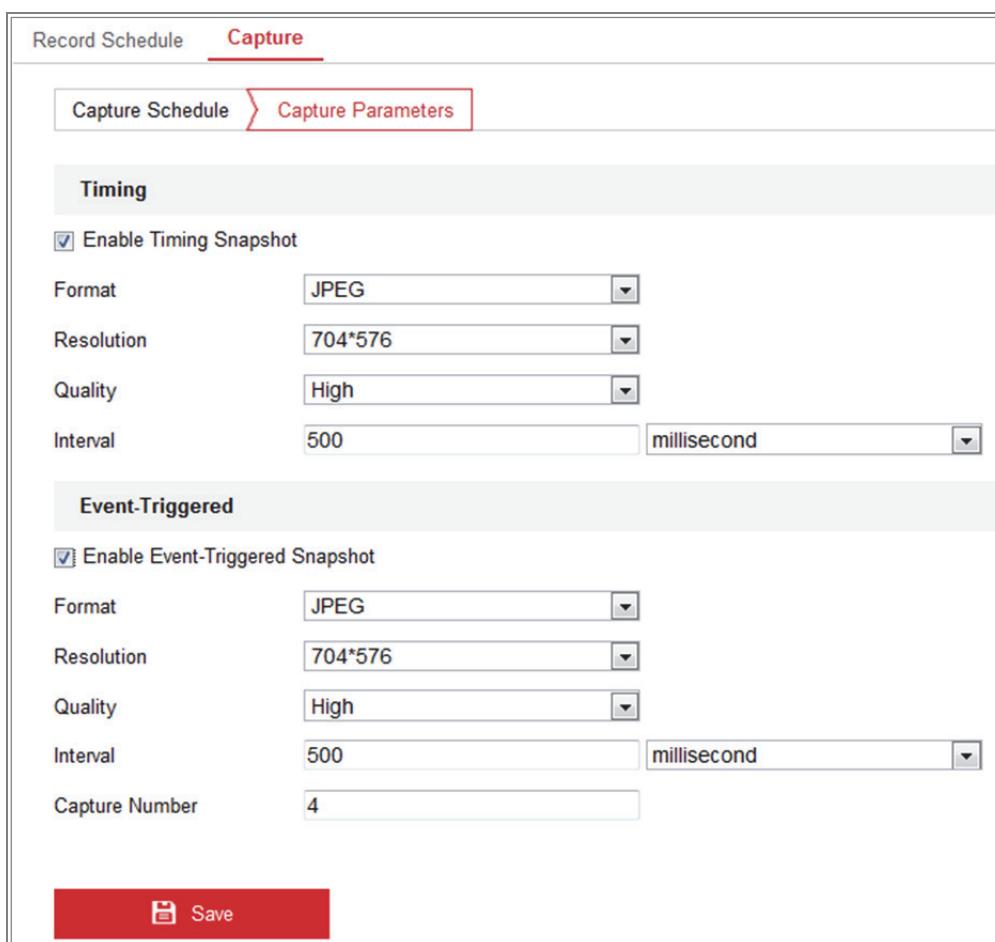 Record Schedule Capture
Capture Schedule Capture Parameters
Timing
Enable Timing Snapshot
Format JPEG
Resolution 704*576
Quality High
Interval 500 millisecond
Event-Triggered
Enable Event-Triggered Snapshot
Format JPEG
Resolution 704*576
Quality High
Interval 500 millisecond
Capture Number 4
Save